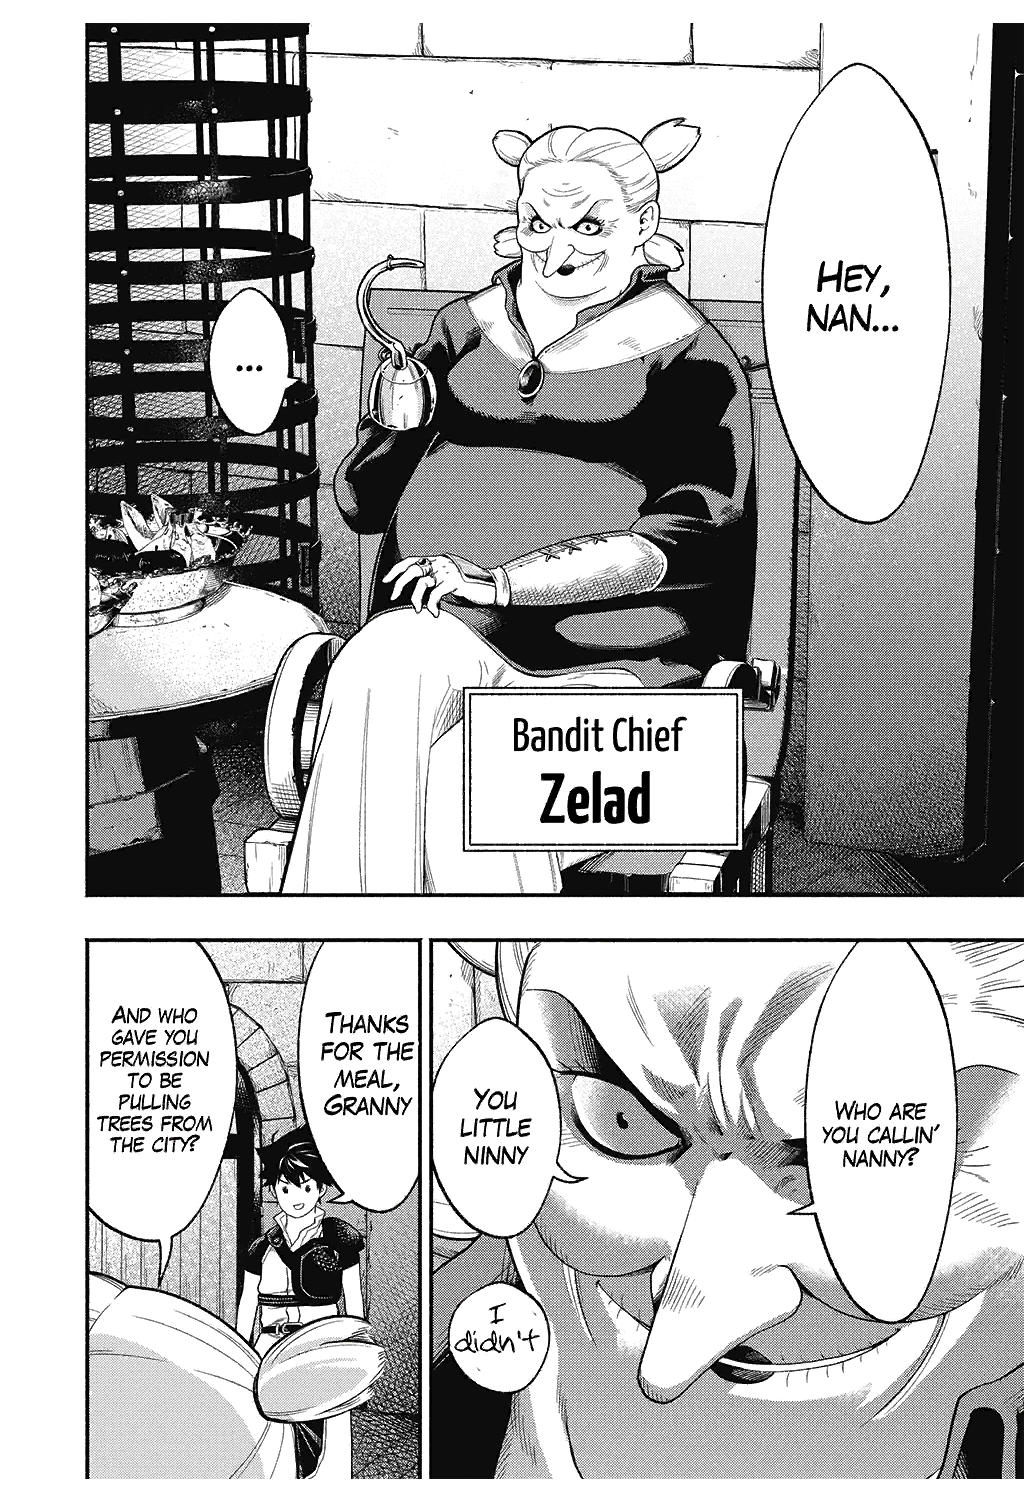 HEY,
NAN...
...
Bandit Chief
Zelad
WHO ARE
YOU CALLIN'
NANNY?
YOU
LITTLE
NINNY
I
didn't
THANKS
FOR THE
MEAL,
GRANNY
AND WHO
GAVE YOU
PERMISSION
TO BE
PULLING
TREES FROM
THE CITY?